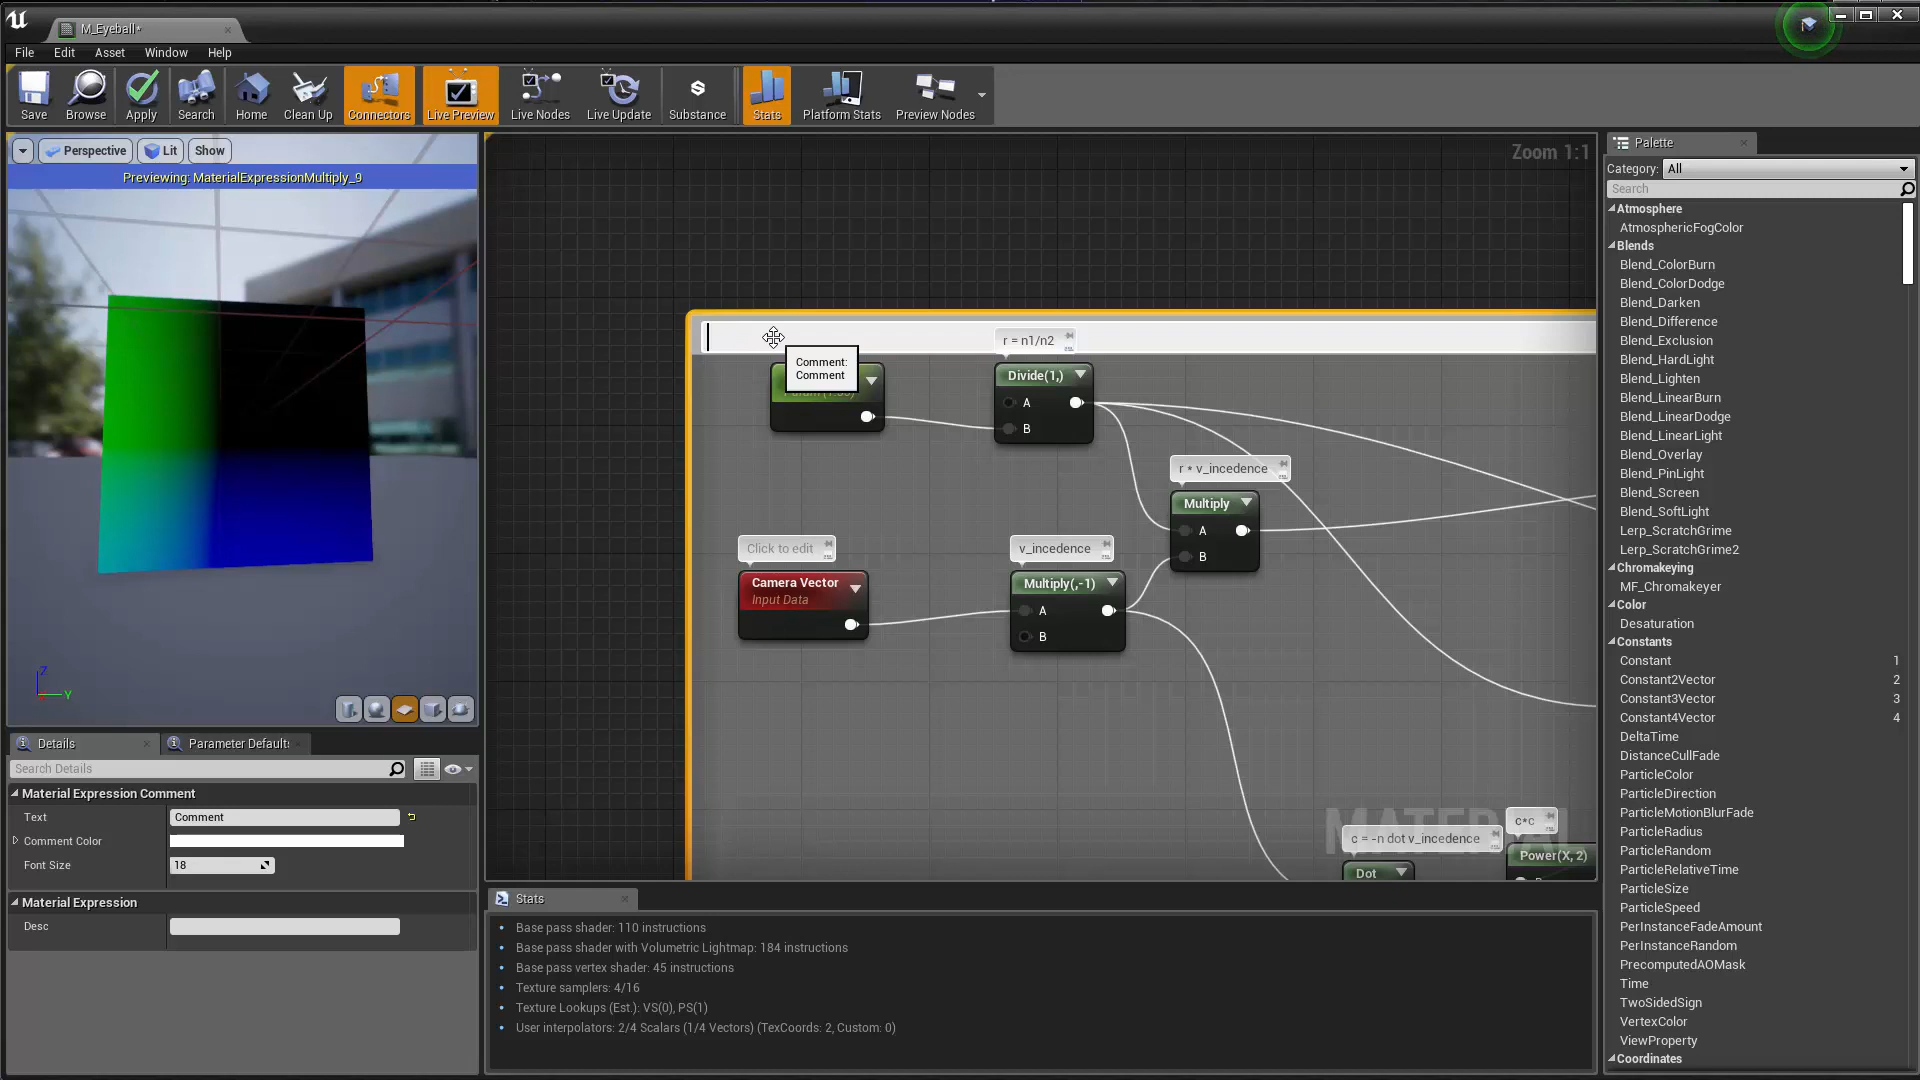 M_Eyeball*
File Edit Asset Window Help
Save Browse Apply Search Home Clean Up Connectors Live Preview Live Nodes Live Update Substance Stats Platform Stats Preview Nodes
Perspective Lit Show
Previewing: MaterialExpressionMultiply_9
Z
Y
Details Parameter Defaults
Search Details
Material Expression Comment
Text Comment
Comment Color
Font Size 18
Material Expression
Desc
Zoom 1:1
r = n1/n2
Comment:
Comment
Divide(1,)
A
B
r * v_incedence
Multiply
A
B
Click to edit
Camera Vector
Input Data
v_incedence
Multiply(,-1)
A
B
MATERIAL
c*c
c = -n dot v_incedence
Power(X, 2)
Dot
Stats
Base pass shader: 110 instructions
Base pass shader with Volumetric Lightmap: 184 instructions
Base pass vertex shader: 45 instructions
Texture samplers: 4/16
Texture Lookups (Est.): VS(0), PS(1)
User interpolators: 2/4 Scalars (1/4 Vectors) (TexCoords: 2, Custom: 0)
Palette
Category: All
Search
Atmosphere
AtmosphericFogColor
Blends
Blend_ColorBurn
Blend_ColorDodge
Blend_Darken
Blend_Difference
Blend_Exclusion
Blend_HardLight
Blend_Lighten
Blend_LinearBurn
Blend_LinearDodge
Blend_LinearLight
Blend_Overlay
Blend_PinLight
Blend_Screen
Blend_SoftLight
Lerp_ScratchGrime
Lerp_ScratchGrime2
Chromakeying
MF_Chromakeyer
Color
Desaturation
Constants
Constant 1
Constant2Vector 2
Constant3Vector 3
Constant4Vector 4
DeltaTime
DistanceCullFade
ParticleColor
ParticleDirection
ParticleMotionBlurFade
ParticleRadius
ParticleRandom
ParticleRelativeTime
ParticleSize
ParticleSpeed
PerInstanceFadeAmount
PerInstanceRandom
PrecomputedAOMask
Time
TwoSidedSign
VertexColor
ViewProperty
Coordinates